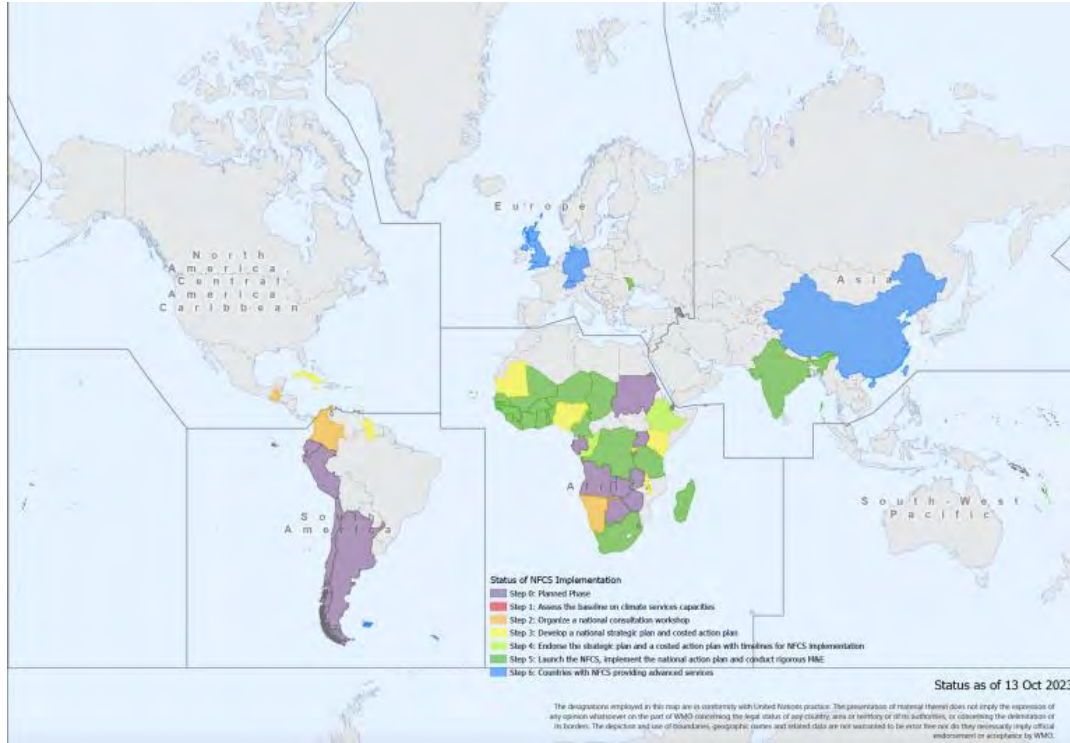 Europe
Asia
North
America,
Central
America
Caribbean
South
America
Afri
South-West
Pacific
Status of NFCS Implementation
Step 0: Planned Phase
Step 1: Assess the baseline on climate services capacities
Step 2: Organize a national consultation workshop
Step 3: Develop a national strategic plan and costed action plan
Step 4: Endorse the strategic plan and a costed action plan with timelines for NFCS implementation
Step 5: Launch the NFCS, implement the national action plan and conduct rigorous M&E
Step 6: Countries with NFCS providing advanced services
Status as of 13 Oct 2023
The designations employed in this map are in conformity with United Nations practice. The presentation of material therein does not imply the expression of
any opinion whatsoever on the part of WMO concerning the legal status of any country, area or territory or of its authorities, or concerning the delimitation of
its borders. The depiction and use of boundaries, geographic names and related data are not warranted to be error free nor do they necessarily imply official
endorsement or acceptance by WMO.